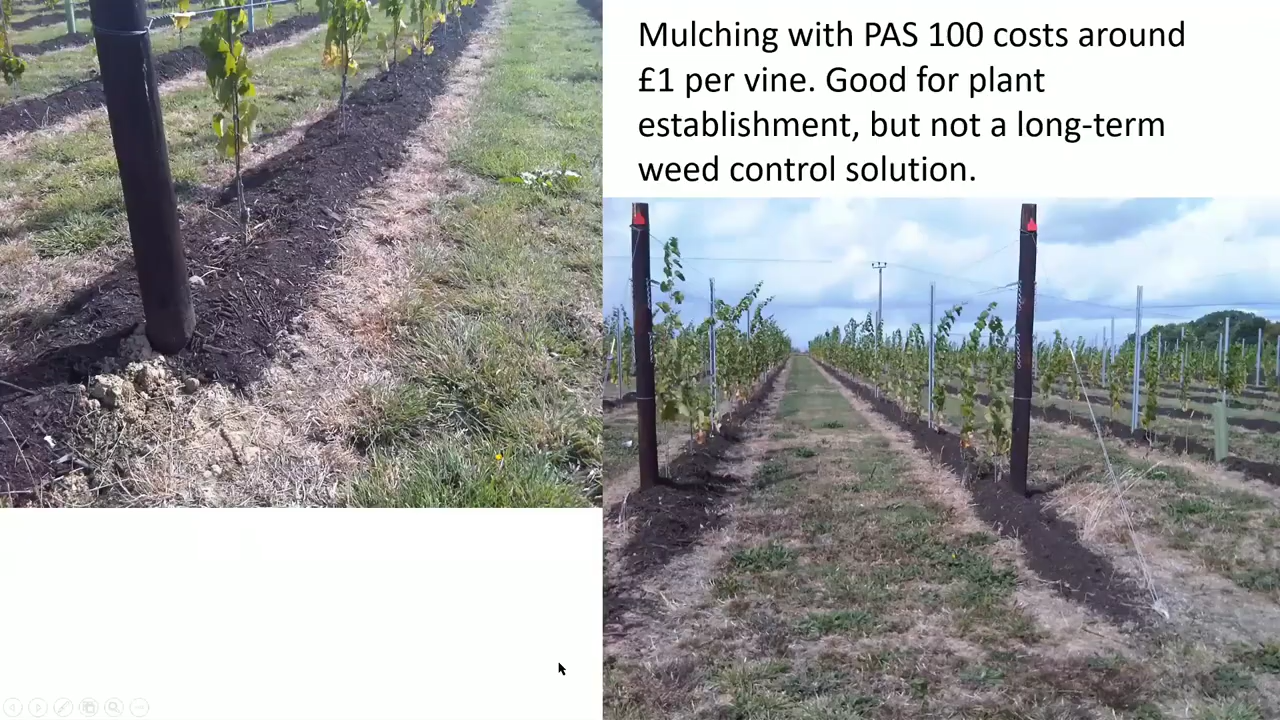 Mulching with PAS 100 costs around
£1 per vine. Good for plant
establishment, but not a long-term
weed control solution.